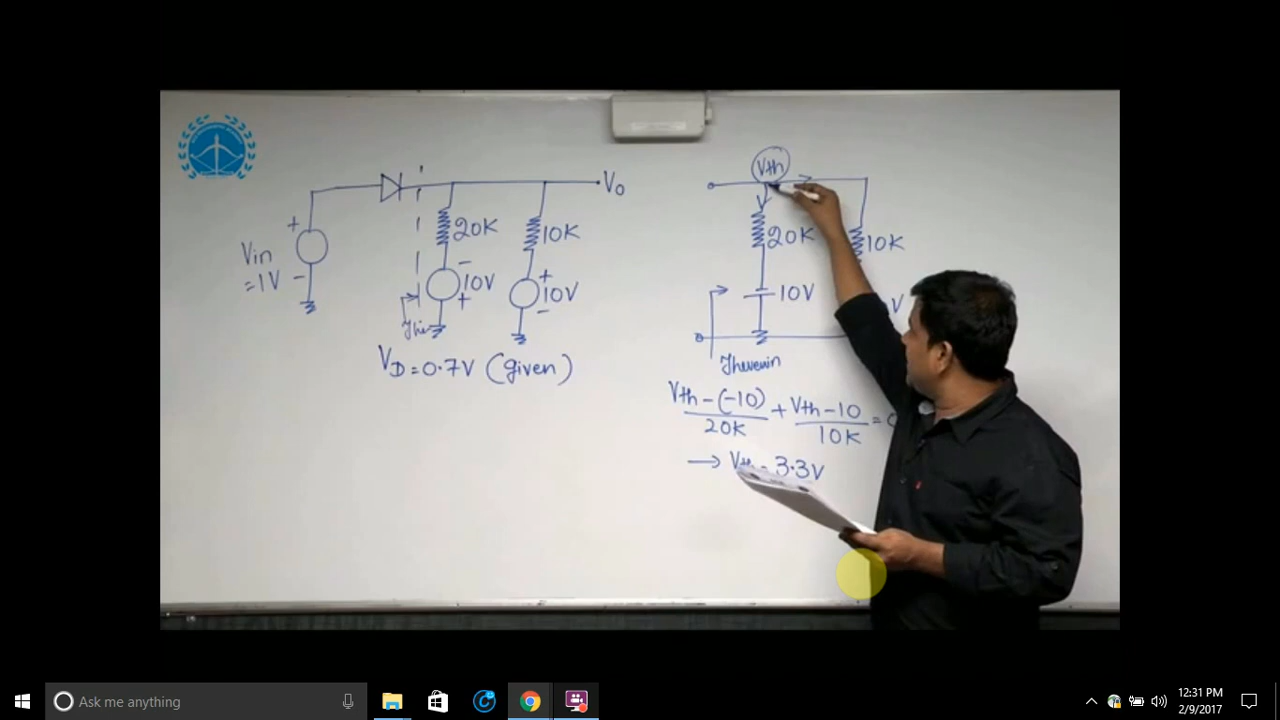 Vin
=1V
+
-
20K
-
10V
+
10K
+
10V
-
Vo
VD=0.7V (given)
Vth
20K
10K
10V
V
Thevenin
Vth-(-10)/20K + Vth-10/10K = 0
→ Vth = 3.3V
Ask me anything
12:31 PM
2/9/2017